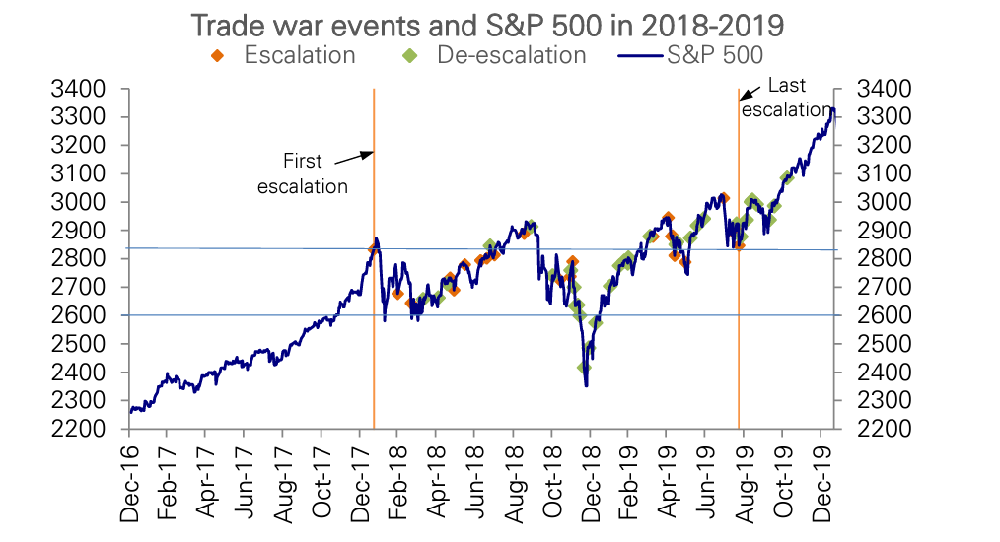 Trade war events and S&P 500 in 2018-2019
Escalation De-escalation S&P 500
3400 3400
3300 3300
3200 3200
3100 3100
3000 3000
2900 2900
2800 2800
2700 2700
2600 2600
2500 2500
2400 2400
2300 2300
2200 2200
First
escalation
Last
escalation
Dec-16
Feb-17
Apr-17
Jun-17
Aug-17
Oct-17
Dec-17
Feb-18
Apr-18
Jun-18
Aug-18
Oct-18
Dec-18
Feb-19
Apr-19
Jun-19
Aug-19
Oct-19
Dec-19